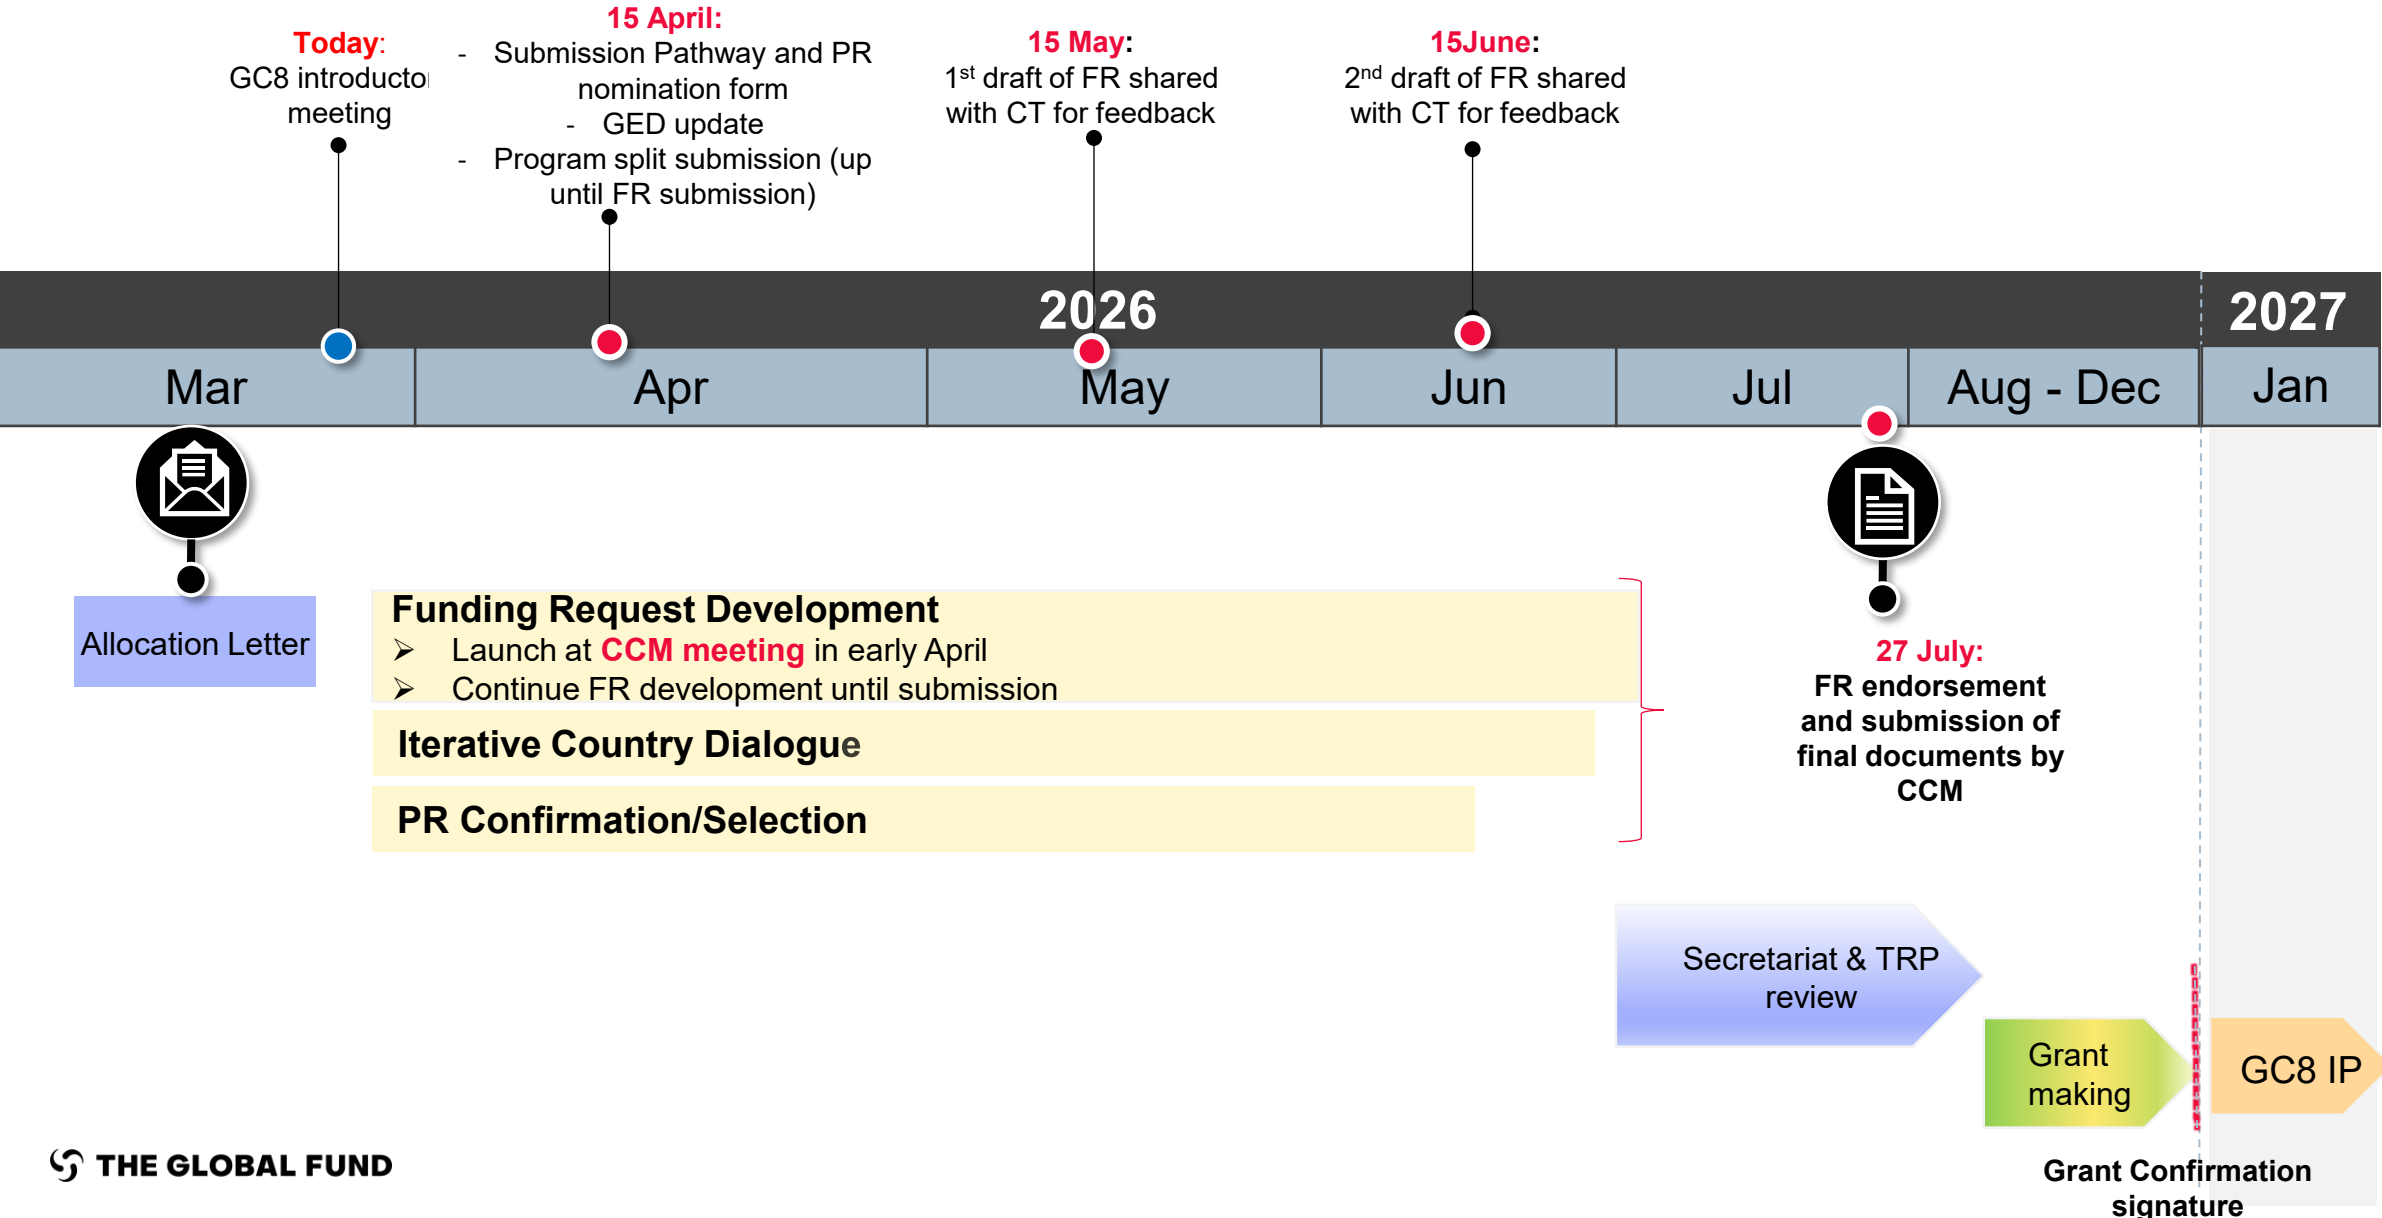 Today:
GC8 introducto
meeting
15 April:
- Submission Pathway and PR
nomination form
- GED update
- Program split submission (up
until FR submission)
15 May:
1st draft of FR shared
with CT for feedback
15June:
2nd draft of FR shared
with CT for feedback
2026
2027
Mar
Apr
May
Jun
Jul
Aug - Dec
Jan
Allocation Letter
Funding Request Development
➢ Launch at CCM meeting in early April
➢ Continue FR development until submission
Iterative Country Dialogue
PR Confirmation/Selection
27 July:
FR endorsement
and submission of
final documents by
CCM
Secretariat & TRP
review
Grant
making
GC8 IP
Grant Confirmation
signature
THE GLOBAL FUND